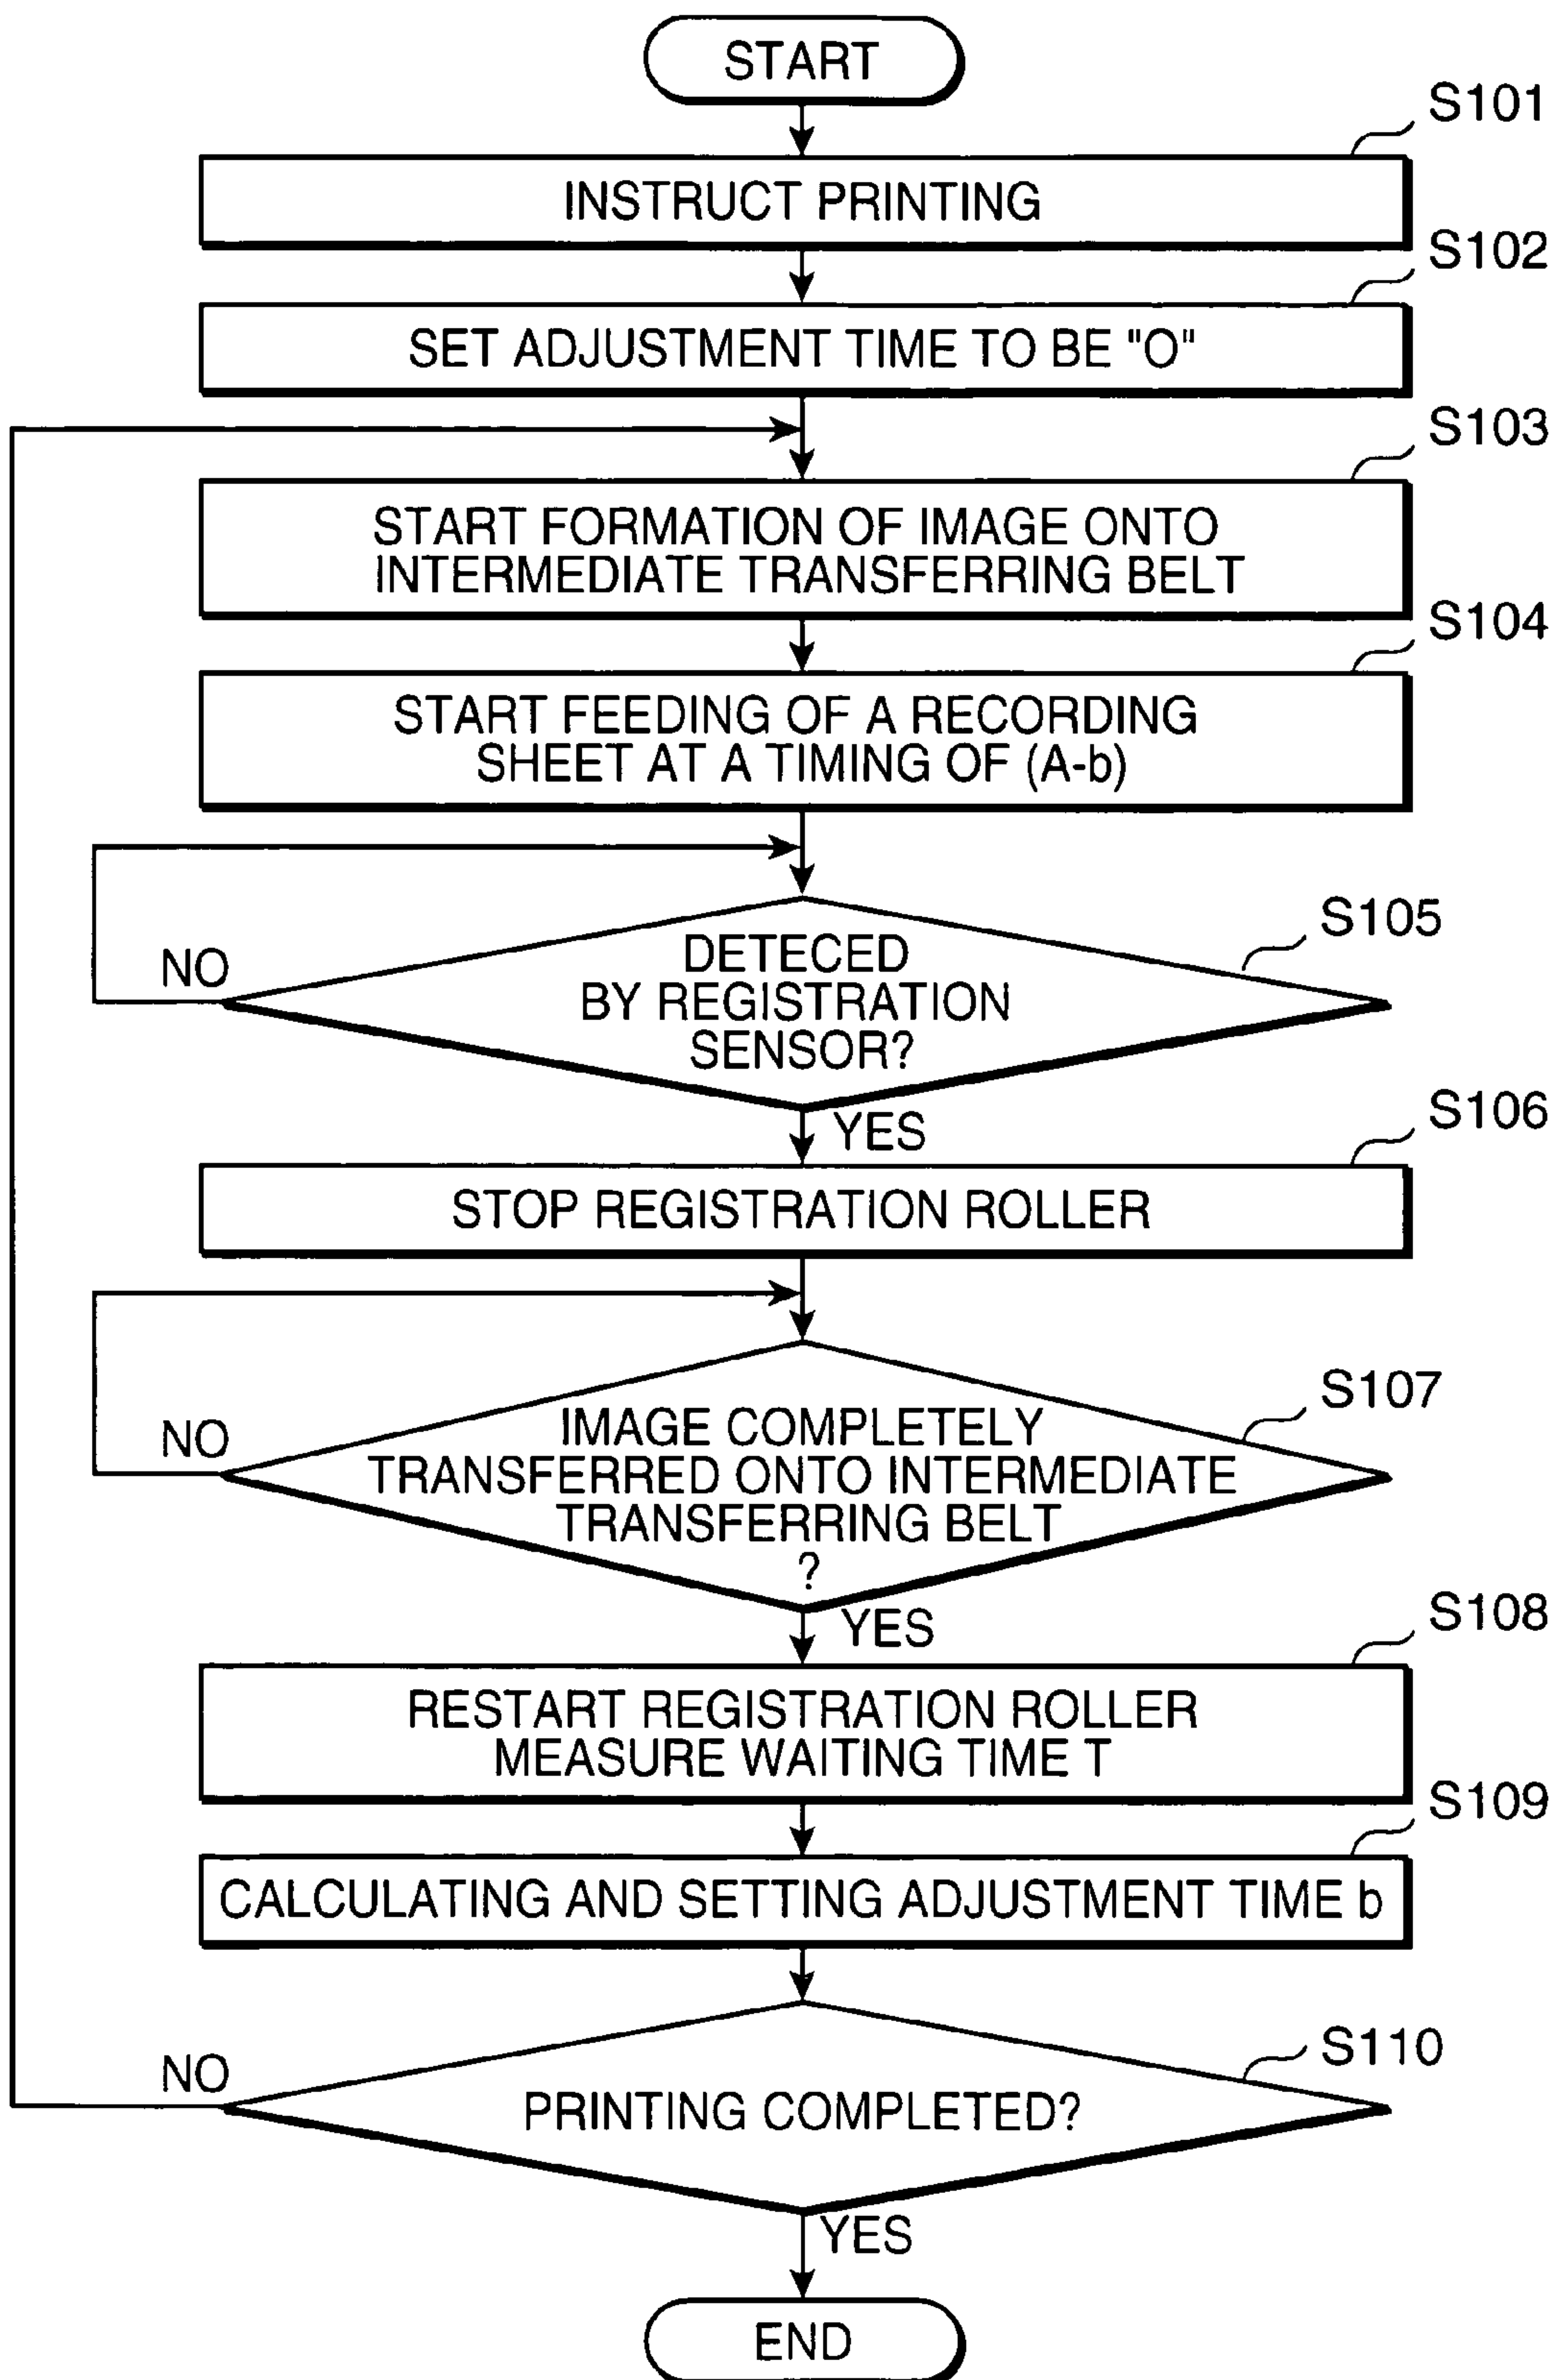 START
S101
INSTRUCT PRINTING
S102
SET ADJUSTMENT TIME TO BE "O"
S103
START FORMATION OF IMAGE ONTO
INTERMEDIATE TRANSFERRING BELT
S104
START FEEDING OF A RECORDING
SHEET AT A TIMING OF (A-b)
S105
NO
DETECED
BY REGISTRATION
SENSOR?
YES
S106
STOP REGISTRATION ROLLER
S107
NO
IMAGE COMPLETELY
TRANSFERRED ONTO INTERMEDIATE
TRANSFERRING BELT
?
YES
S108
RESTART REGISTRATION ROLLER
MEASURE WAITING TIME T
S109
CALCULATING AND SETTING ADJUSTMENT TIME b
S110
NO
PRINTING COMPLETED?
YES
END